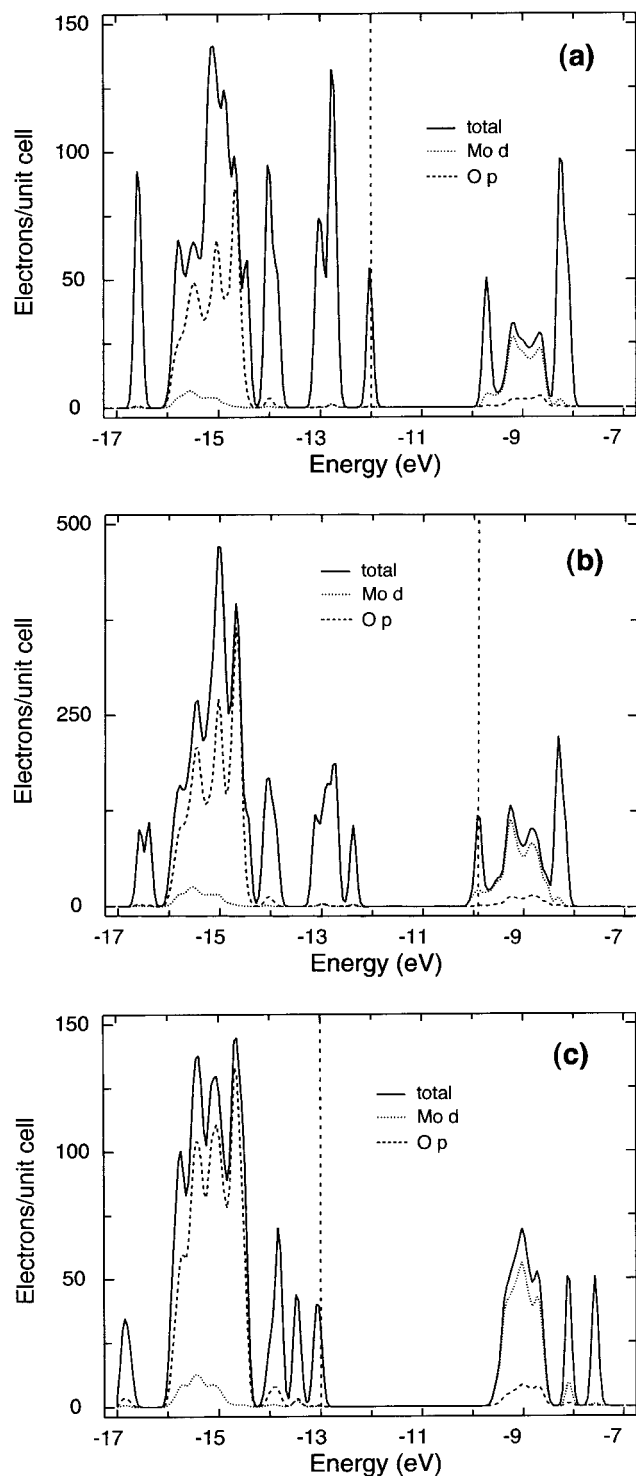 150
(a)
total
Mo d
O p
100
Electrons/unit cell
50
0
-17 -15 -13 -11 -9 -7
Energy (eV)
500
(b)
total
Mo d
O p
250
Electrons/unit cell
0
-17 -15 -13 -11 -9 -7
Energy (eV)
150
(c)
total
Mo d
O p
100
Electrons/unit cell
50
0
-17 -15 -13 -11 -9 -7
Energy (eV)